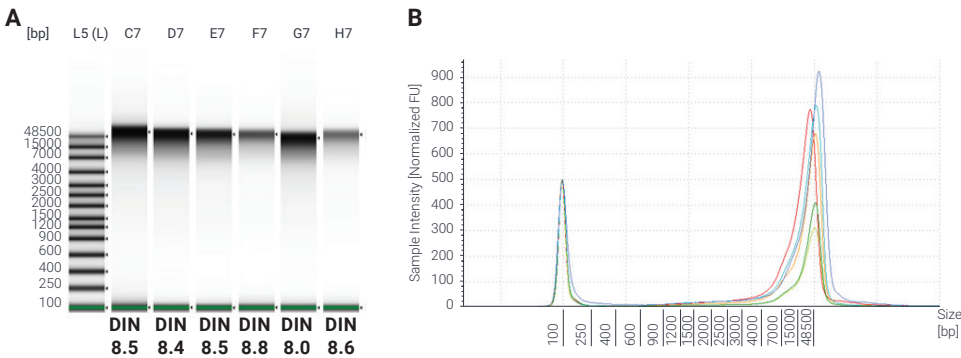 A
[bp] L5 (L) C7 D7 E7 F7 G7 H7
48500
15000
7000
4000
3000
2500
2000
1500
1200
900
600
400
250
100
DIN DIN DIN DIN DIN DIN
8.5 8.4 8.5 8.8 8.0 8.6
B
Sample Intensity [Normalized FU]
900
800
700
600
500
400
300
200
100
0
100 250 400 600 900 1200 1500 2000 2500 3000 4000 7000 15000 48500
Size
[bp]